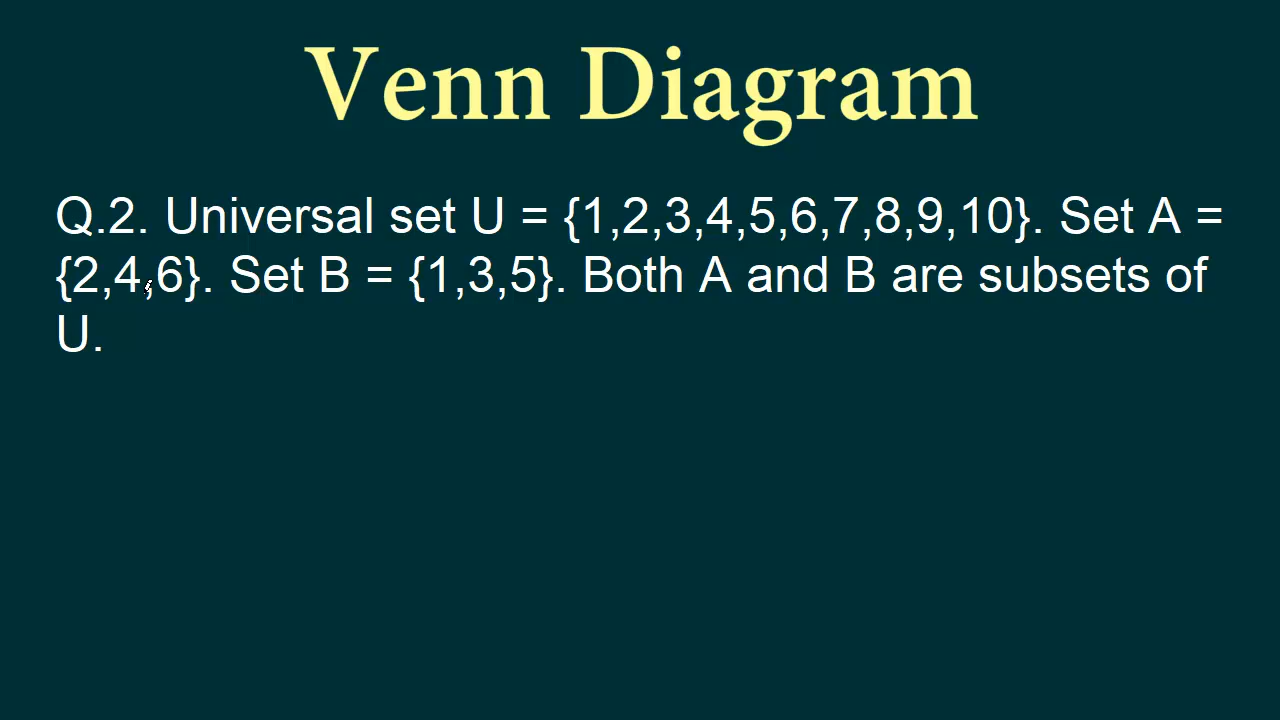 Venn Diagram
Q.2. Universal set U = {1,2,3,4,5,6,7,8,9,10}. Set A =
{2,4,6}. Set B = {1,3,5}. Both A and B are subsets of
U.